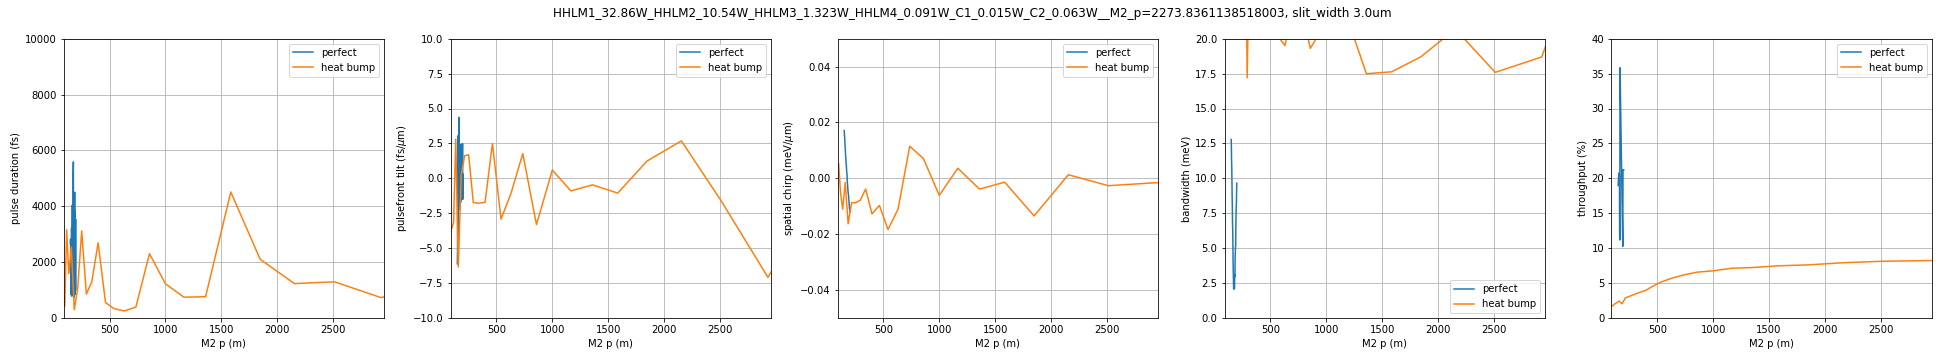 HHLM1_32.86W_HHLM2_10.54W_HHLM3_1.323W_HHLM4_0.091W_C1_0.015W_C2_0.063W__M2_p=2273.8361138518003, slit_width 3.0um
pulse duration (fs)
10000
8000
6000
4000
2000
0
500 1000 1500 2000 2500
M2 p (m)
perfect
heat bump
pulsefront tilt (fs/μm)
10.0
7.5
5.0
2.5
0.0
−2.5
−5.0
−7.5
−10.0
500 1000 1500 2000 2500
M2 p (m)
perfect
heat bump
spatial chirp (meV/μm)
0.04
0.02
0.00
−0.02
−0.04
500 1000 1500 2000 2500
M2 p (m)
perfect
heat bump
bandwidth (meV)
20.0
17.5
15.0
12.5
10.0
7.5
5.0
2.5
0.0
500 1000 1500 2000 2500
M2 p (m)
perfect
heat bump
throughput (%)
40
35
30
25
20
15
10
5
0
500 1000 1500 2000 2500
M2 p (m)
perfect
heat bump